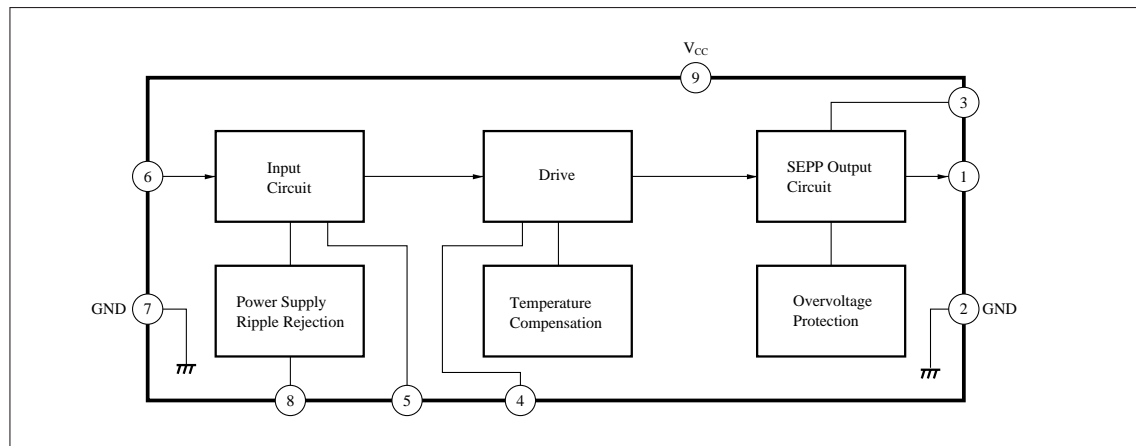 VCC
9
3
6
Input
Circuit
Drive
SEPP Output
Circuit
1
GND
7
Power Supply
Ripple Rejection
Temperature
Compensation
Overvoltage
Protection
2
GND
8
5
4